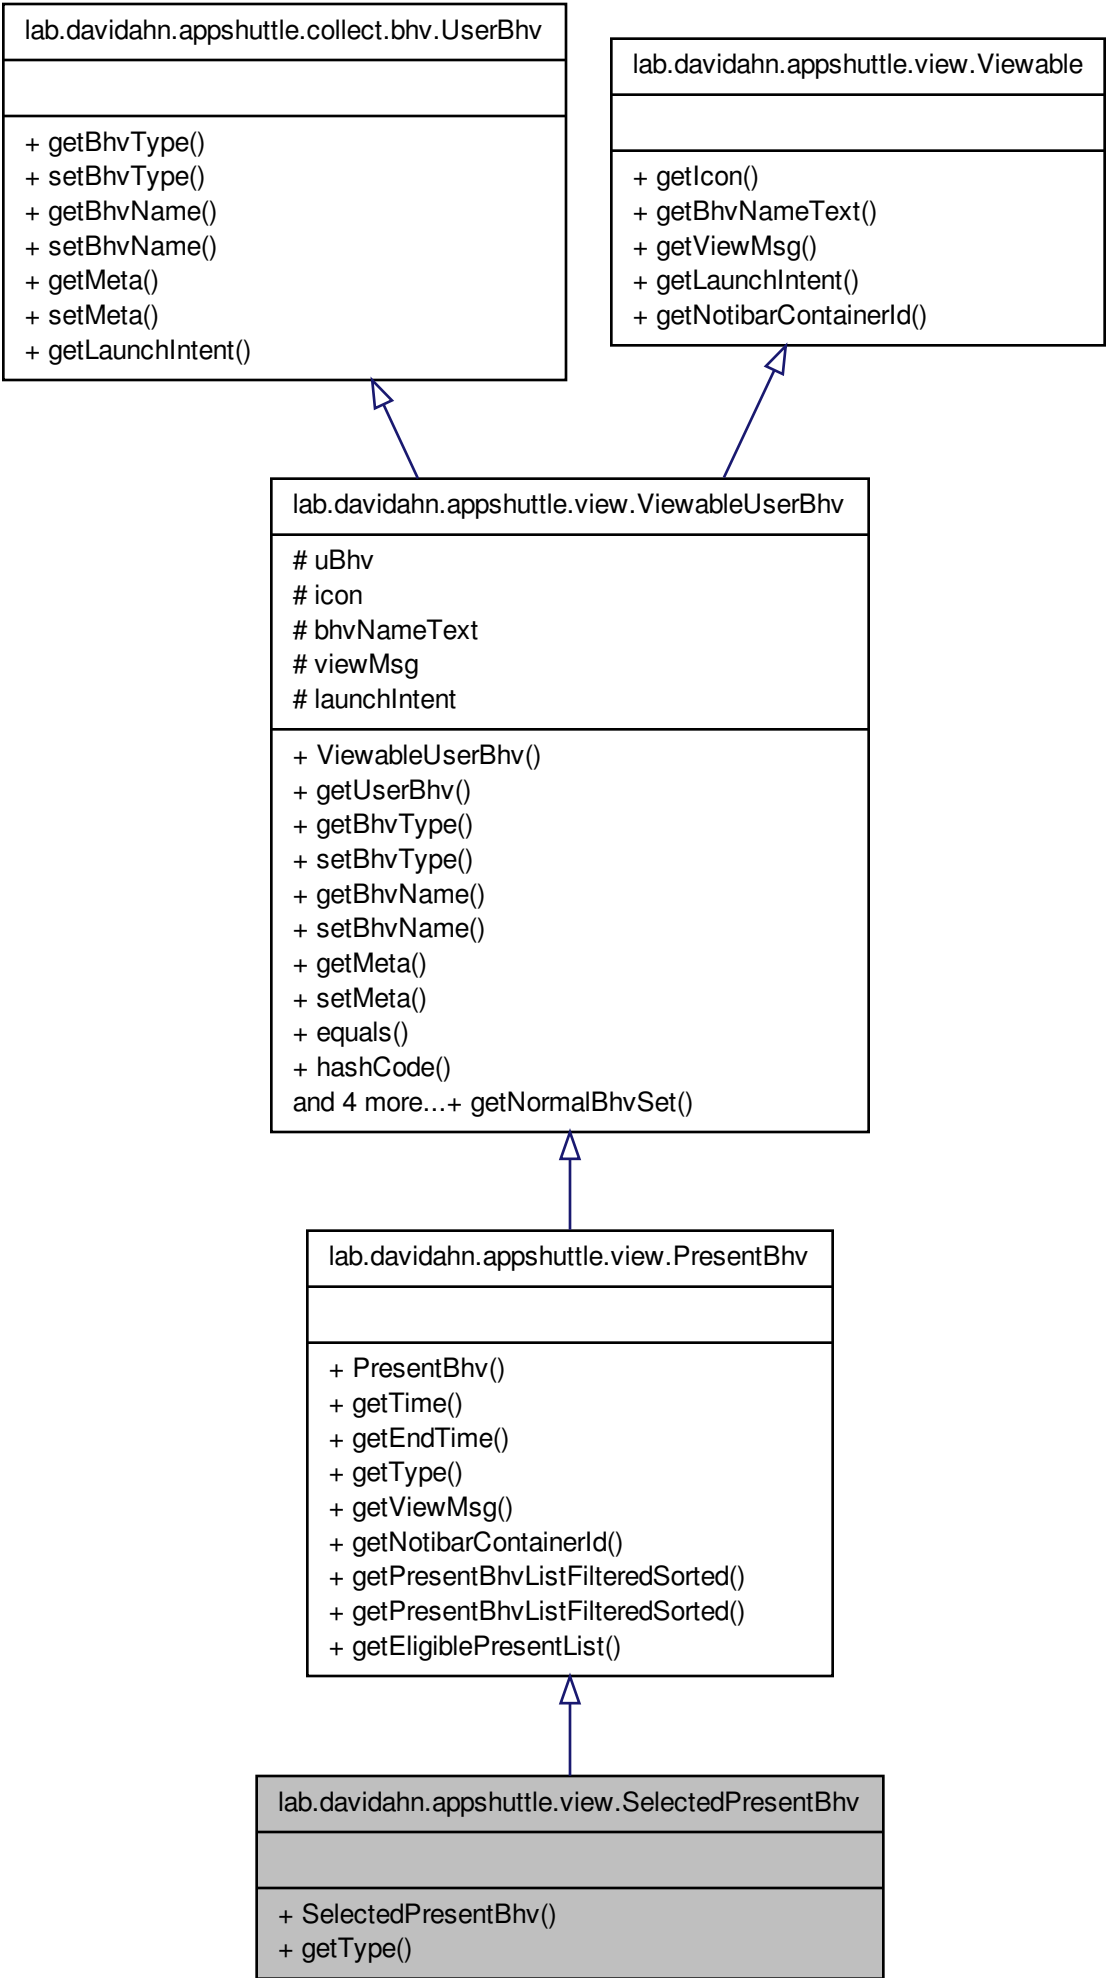 lab.davidahn.appshuttle.collect.bhv.UserBhv
+ getBhvType()
+ setBhvType()
+ getBhvName()
+ setBhvName()
+ getMeta()
+ setMeta()
+ getLaunchIntent()
lab.davidahn.appshuttle.view.Viewable
+ getIcon()
+ getBhvNameText()
+ getViewMsg()
+ getLaunchIntent()
+ getNotibarContainerId()
lab.davidahn.appshuttle.view.ViewableUserBhv
# uBhv
# icon
# bhvNameText
# viewMsg
# launchIntent
+ ViewableUserBhv()
+ getUserBhv()
+ getBhvType()
+ setBhvType()
+ getBhvName()
+ setBhvName()
+ getMeta()
+ setMeta()
+ equals()
+ hashCode()
and 4 more...+ getNormalBhvSet()
lab.davidahn.appshuttle.view.PresentBhv
+ PresentBhv()
+ getTime()
+ getEndTime()
+ getType()
+ getViewMsg()
+ getNotibarContainerId()
+ getPresentBhvListFilteredSorted()
+ getPresentBhvListFilteredSorted()
+ getEligiblePresentList()
lab.davidahn.appshuttle.view.SelectedPresentBhv
+ SelectedPresentBhv()
+ getType()